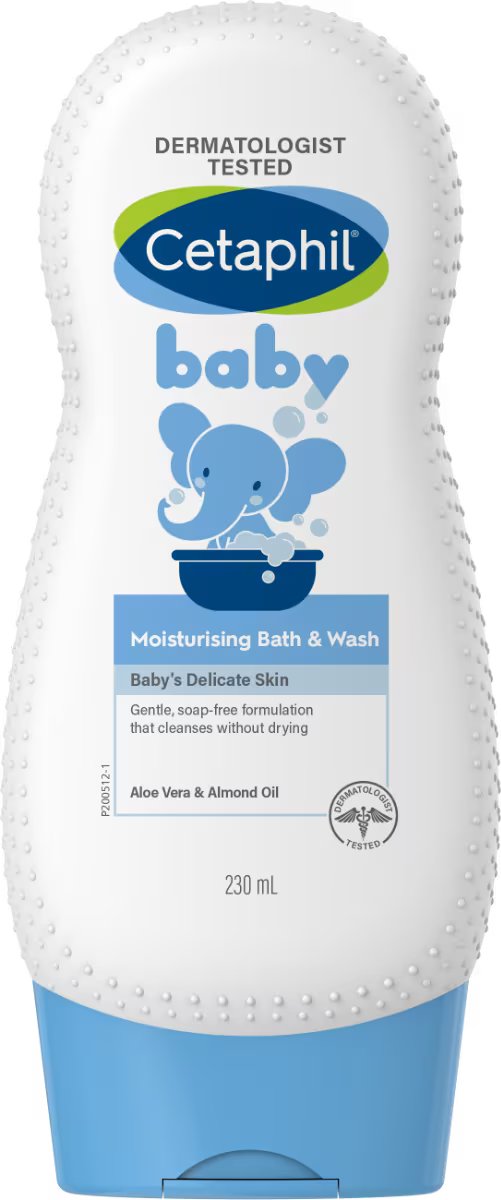 DERMATOLOGIST
TESTED
Cetaphil®
baby
Moisturising Bath & Wash
Baby's Delicate Skin
Gentle, soap-free formulation
that cleanses without drying
Aloe Vera & Almond Oil
P200512-1
DERMATOLOGIST
TESTED
230 mL